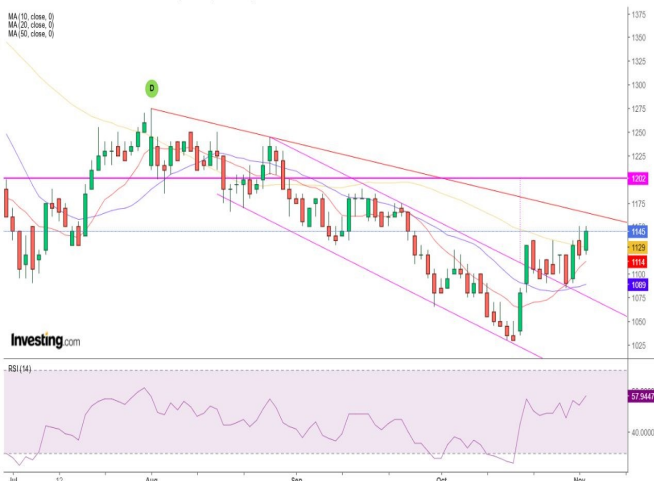 MA (10, close, 0)
MA (20, close, 0)
MA (50, close, 0)
D
1375
1350
1325
1300
1275
1250
1225
1202
1175
1145
1129
1114
1100
1089
1075
1050
1025
Investing.com
RSI (14)
57.9447
40.0000
Jul
12
Aug
Sep
Oct
Nov